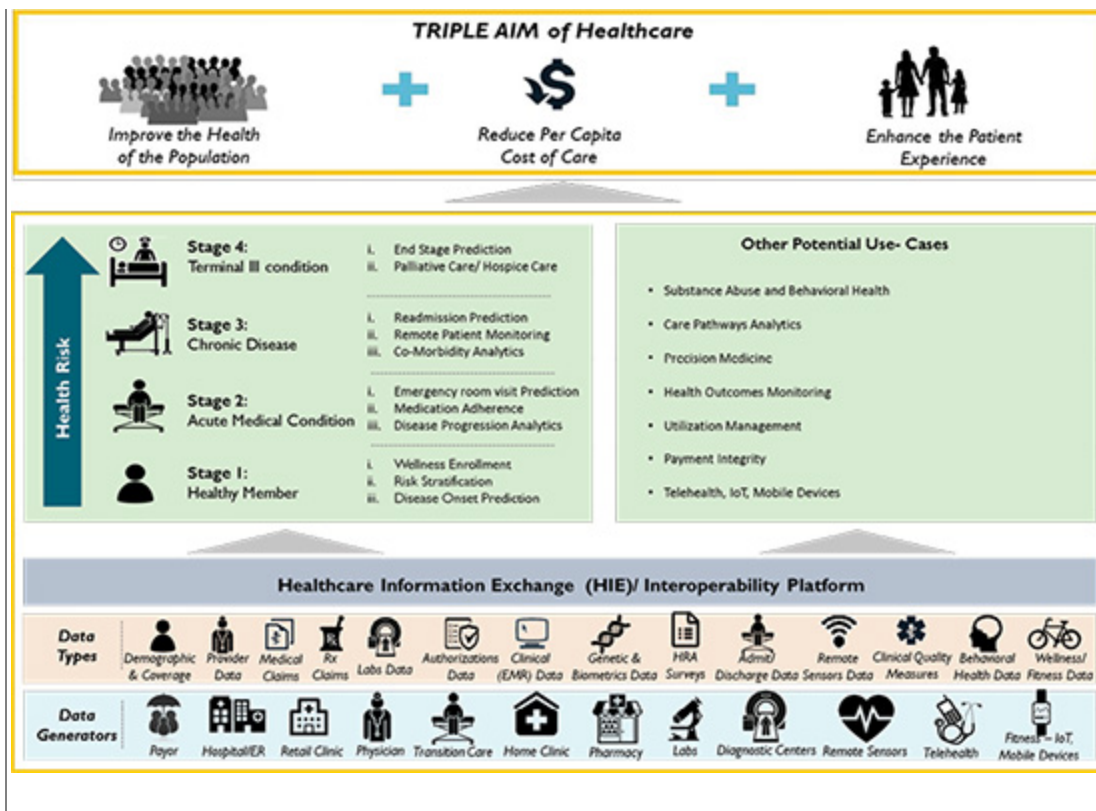 TRIPLE AIM of Healthcare
Improve the Health
of the Population
Reduce Per Capita
Cost of Care
Enhance the Patient
Experience
Health Risk
Stage 4:
Terminal Ill condition
i. End Stage Prediction
ii. Palliative Care/ Hospice Care
Stage 3:
Chronic Disease
i. Readmission Prediction
ii. Remote Patient Monitoring
iii. Co-Morbidity Analytics
Stage 2:
Acute Medical Condition
i. Emergency room visit Prediction
ii. Medication Adherence
iii. Disease Progression Analytics
Stage 1:
Healthy Member
i. Wellness Enrollment
ii. Risk Stratification
iii. Disease Onset Prediction
Other Potential Use- Cases
• Substance Abuse and Behavioral Health
• Care Pathways Analytics
• Precision Medicine
• Health Outcomes Monitoring
• Utilization Management
• Payment Integrity
• Telehealth, IoT, Mobile Devices
Healthcare Information Exchange (HIE)/ Interoperability Platform
Data
Types
Demographic
& Coverage
Provider
Data
Medical
Claims
Rx
Claims
Labs Data
Authorizations
Data
Clinical
(EMR) Data
Genetic &
Biometrics Data
HRA
Surveys
Admit/
Discharge Data
Remote
Sensors Data
Clinical Quality
Measures
Behavioral
Health Data
Wellness/
Fitness Data
Data
Generators
Payor
Hospital/ER
Retail Clinic
Physician
Transition Care
Home Clinic
Pharmacy
Labs
Diagnostic Centers
Remote Sensors
Telehealth
Fitness – IoT,
Mobile Devices